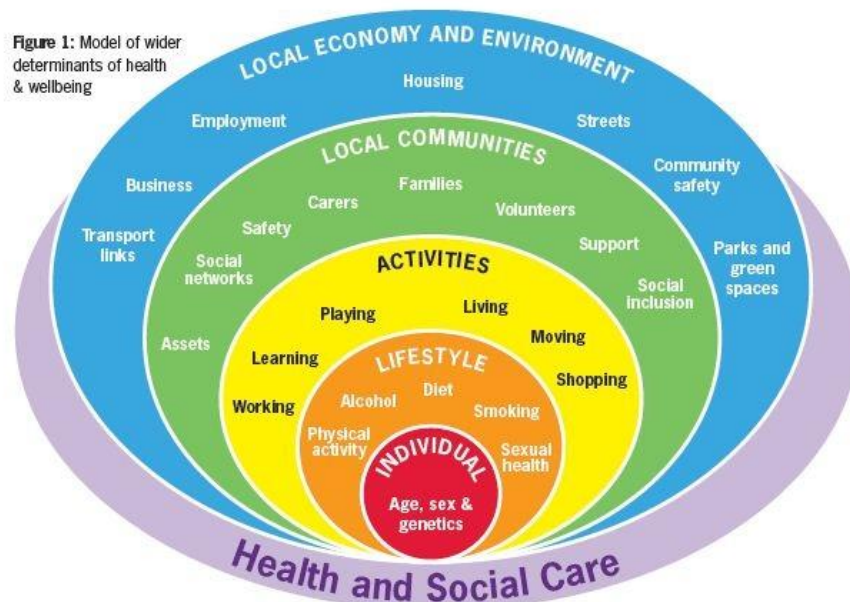 Figure 1: Model of wider
determinants of health
& wellbeing
LOCAL ECONOMY AND ENVIRONMENT
Housing
Employment
Streets
Business
Community
safety
Transport
links
Parks and
green
spaces
LOCAL COMMUNITIES
Families
Carers
Volunteers
Safety
Support
Social
networks
Social
inclusion
Assets
ACTIVITIES
Living
Playing
Moving
Learning
Shopping
Working
LIFESTYLE
Diet
Alcohol
Smoking
Physical
activity
Sexual
health
INDIVIDUAL
Age, sex &
genetics
Health and Social Care